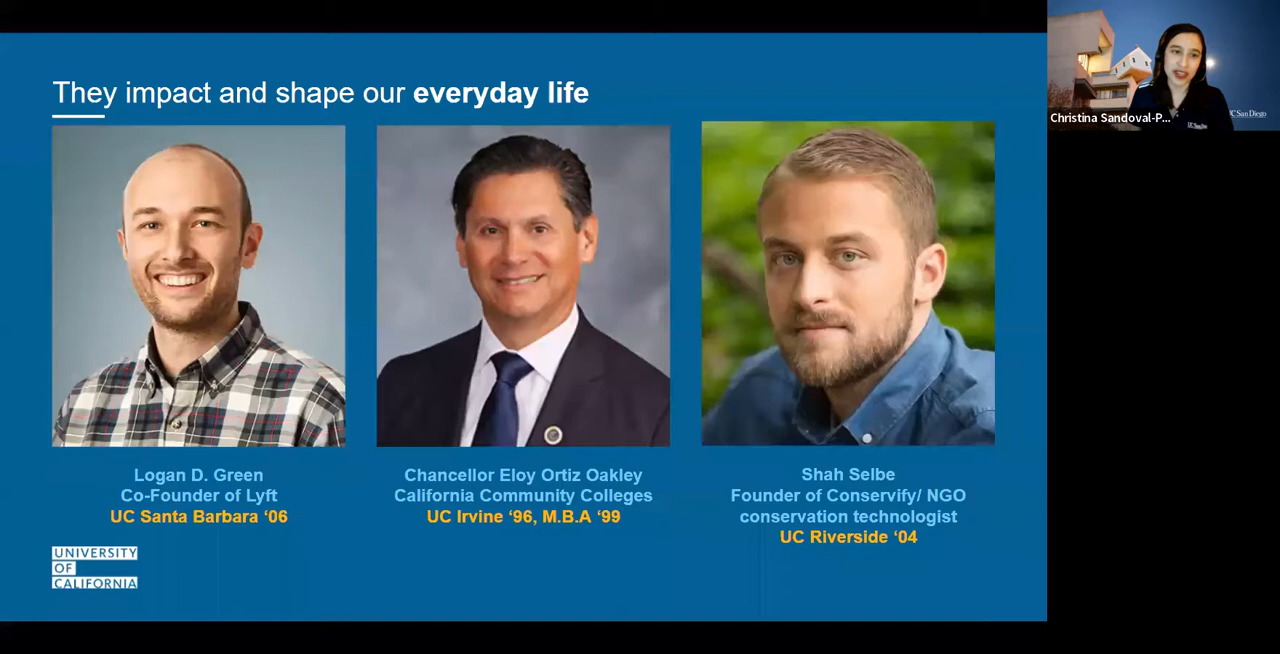 They impact and shape our everyday life
Logan D. Green
Co-Founder of Lyft
UC Santa Barbara ‘06
Chancellor Eloy Ortiz Oakley
California Community Colleges
UC Irvine ‘96, M.B.A ‘99
Shah Selbe
Founder of Conservify/ NGO
conservation technologist
UC Riverside ‘04
UNIVERSITY
OF
CALIFORNIA
Christina Sandoval-P...
UC San Diego